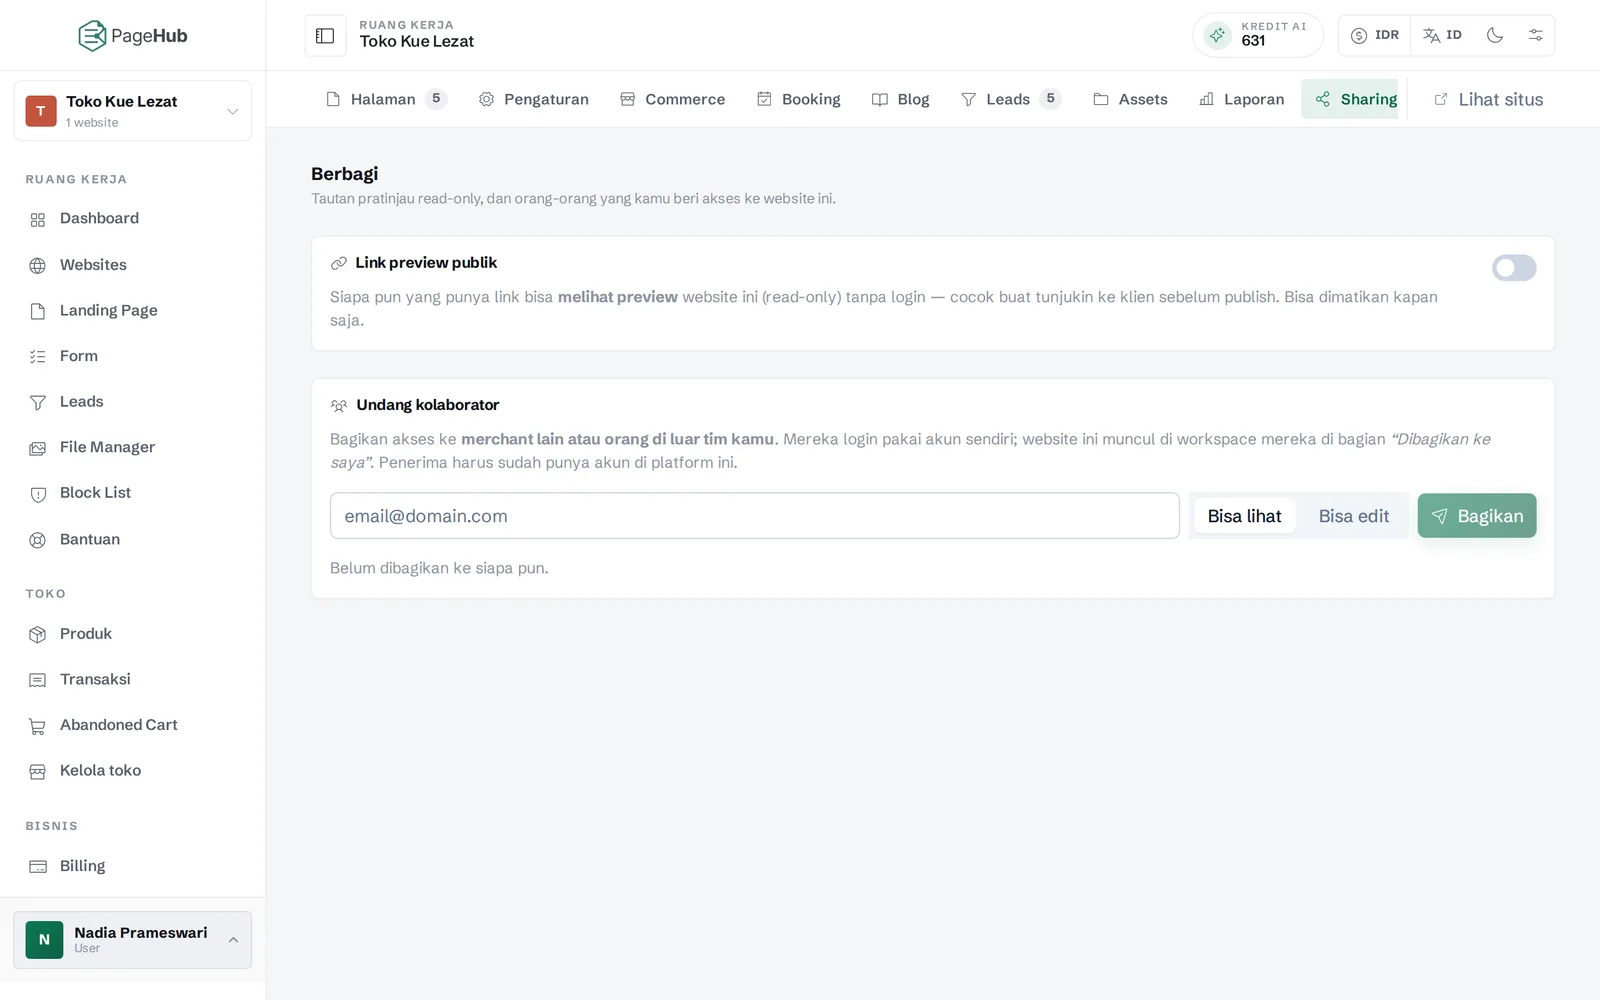 PageHub
RUANG KERJA
Toko Kue Lezat
KREDIT AI
631
IDR
ID
T
Toko Kue Lezat
1 website
Halaman 5
Pengaturan
Commerce
Booking
Blog
Leads 5
Assets
Laporan
Sharing
Lihat situs
RUANG KERJA
Dashboard
Websites
Landing Page
Form
Leads
File Manager
Block List
Bantuan
TOKO
Produk
Transaksi
Abandoned Cart
Kelola toko
BISNIS
Billing
N
Nadia Prameswari
User
Berbagi
Tautan pratinjau read-only, dan orang-orang yang kamu beri akses ke website ini.
Link preview publik
Siapa pun yang punya link bisa melihat preview website ini (read-only) tanpa login — cocok buat tunjukin ke klien sebelum publish. Bisa dimatikan kapan
saja.
Undang kolaborator
Bagikan akses ke merchant lain atau orang di luar tim kamu. Mereka login pakai akun sendiri; website ini muncul di workspace mereka di bagian “Dibagikan ke
saya”. Penerima harus sudah punya akun di platform ini.
email@domain.com
Bisa lihat
Bisa edit
Bagikan
Belum dibagikan ke siapa pun.